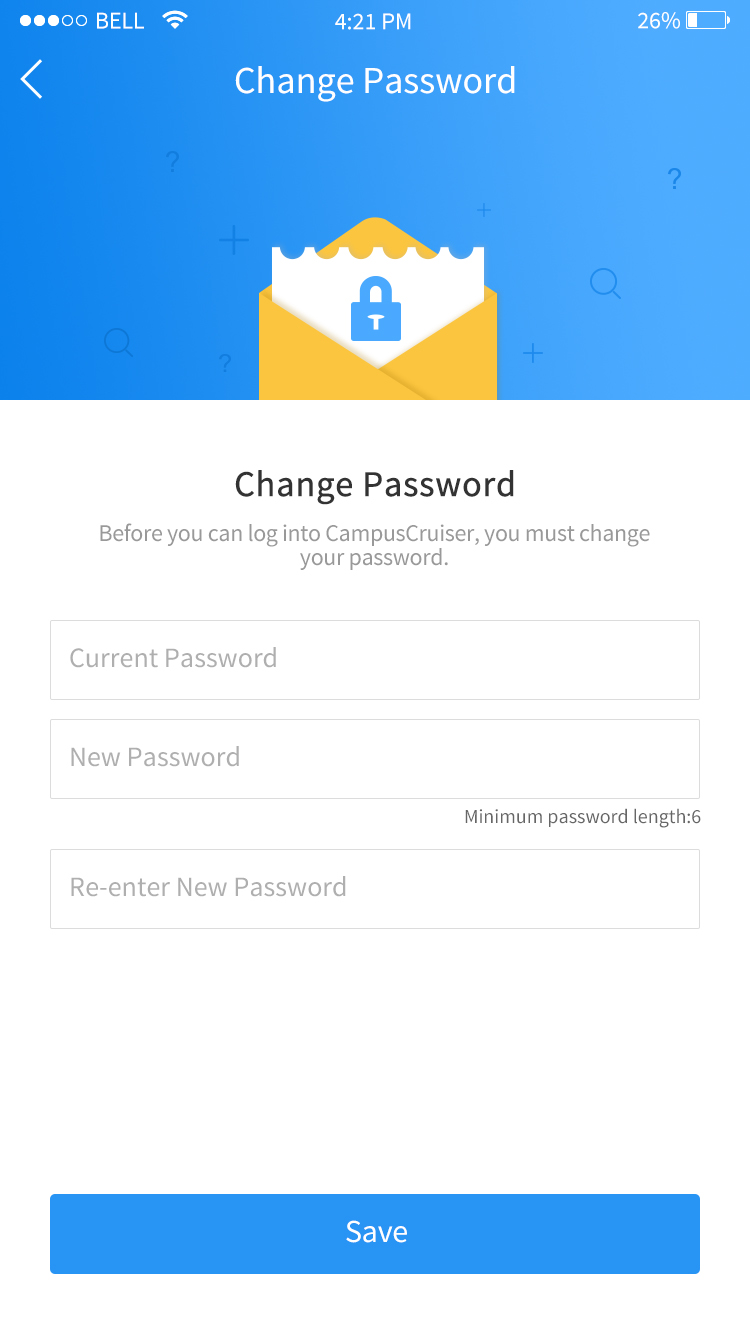 BELL 4:21 PM 26%
Change Password
?
?
?
Change Password
Before you can log into CampusCruiser, you must change
your password.
Current Password
New Password
Minimum password length:6
Re-enter New Password
Save